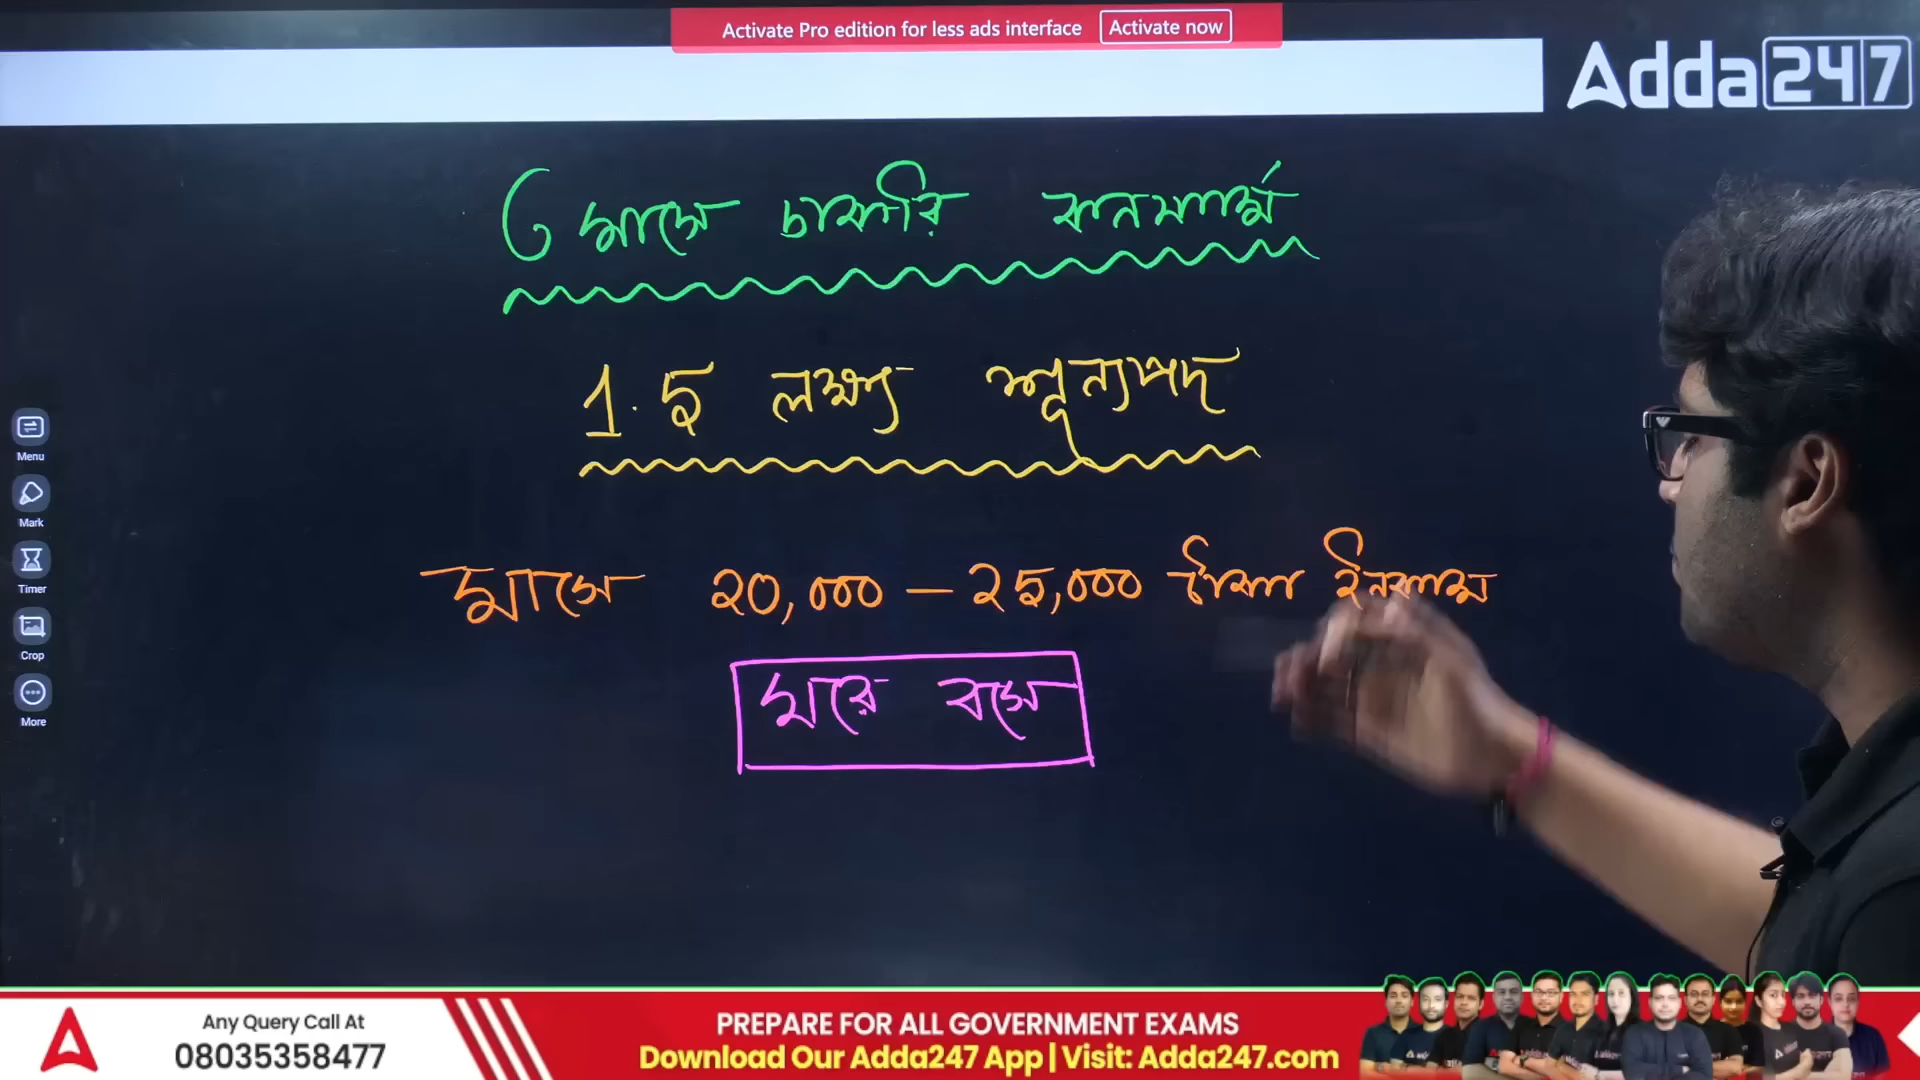 Activate Pro edition for less ads interface Activate now
Adda247
৩ মাসে চাকরি কনফার্ম
1.5 লক্ষ্য শূন্যপদ
মাসে 20,000 – 25,000 টাকা ইনকাম
ঘরে বসে
Menu
Mark
Timer
Crop
More
Any Query Call At
08035358477
PREPARE FOR ALL GOVERNMENT EXAMS
Download Our Adda247 App | Visit: Adda247.com